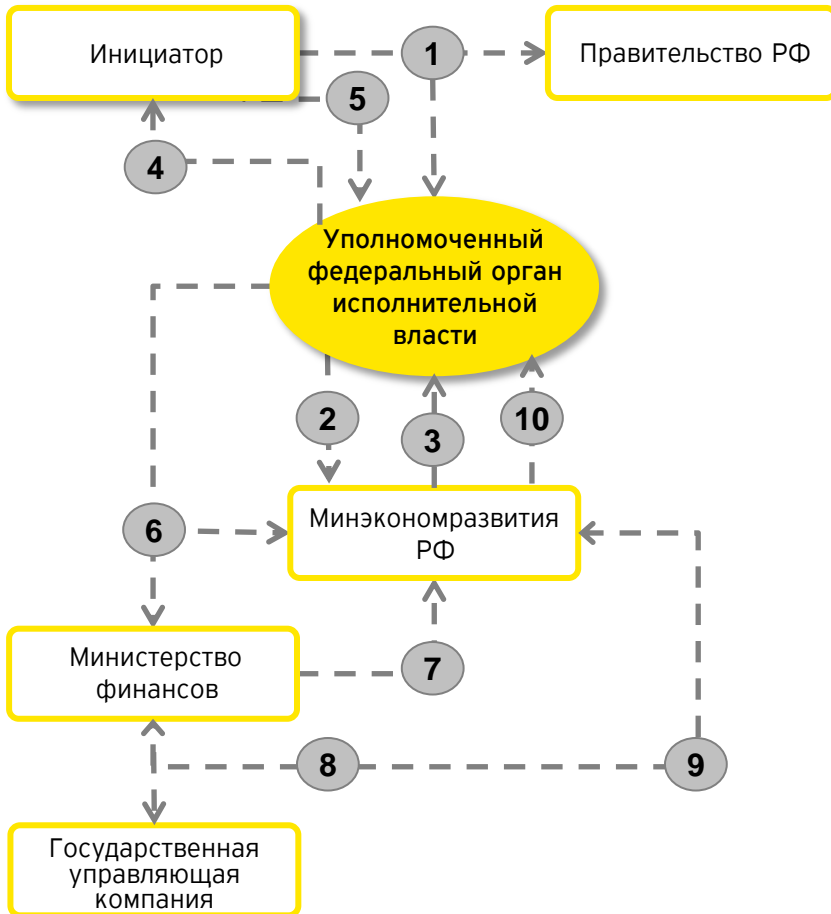 Инициатор
1
Правительство РФ
5
4
Уполномоченный
федеральный орган
исполнительной
власти
2
3
10
Минэкономразвития
РФ
6
Министерство
финансов
7
8
9
Государственная
управляющая
компания